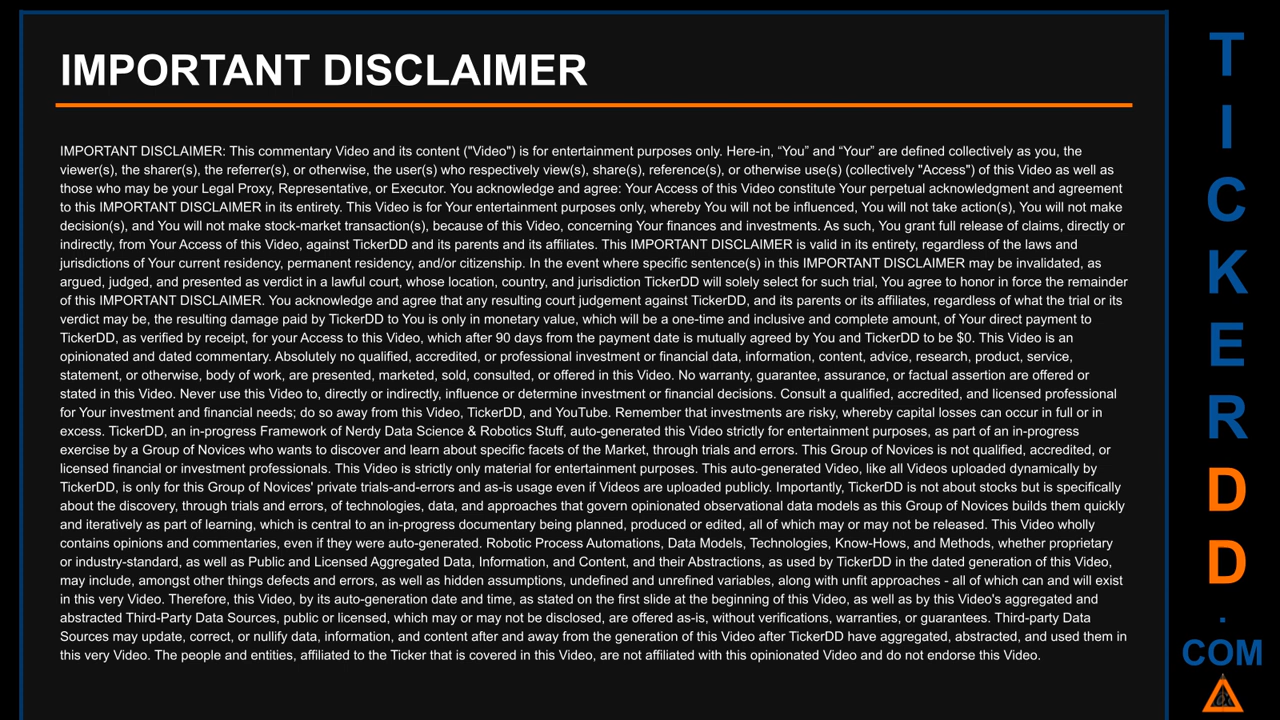 IMPORTANT DISCLAIMER
IMPORTANT DISCLAIMER: This commentary Video and its content ("Video") is for entertainment purposes only. Here-in, “You” and “Your” are defined collectively as you, the
viewer(s), the sharer(s), the referrer(s), or otherwise, the user(s) who respectively view(s), share(s), reference(s), or otherwise use(s) (collectively "Access") of this Video as well as
those who may be your Legal Proxy, Representative, or Executor. You acknowledge and agree: Your Access of this Video constitute Your perpetual acknowledgment and agreement
to this IMPORTANT DISCLAIMER in its entirety. This Video is for Your entertainment purposes only, whereby You will not be influenced, You will not take action(s), You will not make
decision(s), and You will not make stock-market transaction(s), because of this Video, concerning Your finances and investments. As such, You grant full release of claims, directly or
indirectly, from Your Access of this Video, against TickerDD and its parents and its affiliates. This IMPORTANT DISCLAIMER is valid in its entirety, regardless of the laws and
jurisdictions of Your current residency, permanent residency, and/or citizenship. In the event where specific sentence(s) in this IMPORTANT DISCLAIMER may be invalidated, as
argued, judged, and presented as verdict in a lawful court, whose location, country, and jurisdiction TickerDD will solely select for such trial, You agree to honor in force the remainder
of this IMPORTANT DISCLAIMER. You acknowledge and agree that any resulting court judgement against TickerDD, and its parents or its affiliates, regardless of what the trial or its
verdict may be, the resulting damage paid by TickerDD to You is only in monetary value, which will be a one-time and inclusive and complete amount, of Your direct payment to
TickerDD, as verified by receipt, for your Access to this Video, which after 90 days from the payment date is mutually agreed by You and TickerDD to be $0. This Video is an
opinionated and dated commentary. Absolutely no qualified, accredited, or professional investment or financial data, information, content, advice, research, product, service,
statement, or otherwise, body of work, are presented, marketed, sold, consulted, or offered in this Video. No warranty, guarantee, assurance, or factual assertion are offered or
stated in this Video. Never use this Video to, directly or indirectly, influence or determine investment or financial decisions. Consult a qualified, accredited, and licensed professional
for Your investment and financial needs; do so away from this Video, TickerDD, and YouTube. Remember that investments are risky, whereby capital losses can occur in full or in
excess. TickerDD, an in-progress Framework of Nerdy Data Science & Robotics Stuff, auto-generated this Video strictly for entertainment purposes, as part of an in-progress
exercise by a Group of Novices who wants to discover and learn about specific facets of the Market, through trials and errors. This Group of Novices is not qualified, accredited, or
licensed financial or investment professionals. This Video is strictly only material for entertainment purposes. This auto-generated Video, like all Videos uploaded dynamically by
TickerDD, is only for this Group of Novices' private trials-and-errors and as-is usage even if Videos are uploaded publicly. Importantly, TickerDD is not about stocks but is specifically
about the discovery, through trials and errors, of technologies, data, and approaches that govern opinionated observational data models as this Group of Novices builds them quickly
and iteratively as part of learning, which is central to an in-progress documentary being planned, produced or edited, all of which may or may not be released. This Video wholly
contains opinions and commentaries, even if they were auto-generated. Robotic Process Automations, Data Models, Technologies, Know-Hows, and Methods, whether proprietary
or industry-standard, as well as Public and Licensed Aggregated Data, Information, and Content, and their Abstractions, as used by TickerDD in the dated generation of this Video,
may include, amongst other things defects and errors, as well as hidden assumptions, undefined and unrefined variables, along with unfit approaches - all of which can and will exist
in this very Video. Therefore, this Video, by its auto-generation date and time, as stated on the first slide at the beginning of this Video, as well as by this Video's aggregated and
abstracted Third-Party Data Sources, public or licensed, which may or may not be disclosed, are offered as-is, without verifications, warranties, or guarantees. Third-party Data
Sources may update, correct, or nullify data, information, and content after and away from the generation of this Video after TickerDD have aggregated, abstracted, and used them in
this very Video. The people and entities, affiliated to the Ticker that is covered in this Video, are not affiliated with this opinionated Video and do not endorse this Video.
T
I
C
K
E
R
D
D
.
COM